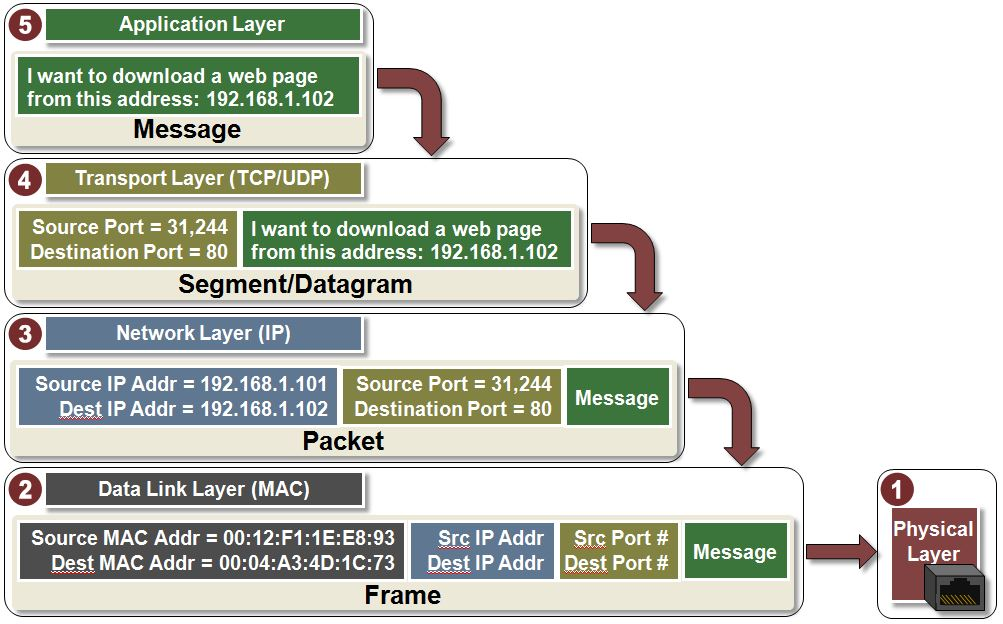 5 Application Layer
I want to download a web page
from this address: 192.168.1.102
Message
4 Transport Layer (TCP/UDP)
Source Port = 31,244
Destination Port = 80
I want to download a web page
from this address: 192.168.1.102
Segment/Datagram
3 Network Layer (IP)
Source IP Addr = 192.168.1.101
Dest IP Addr = 192.168.1.102
Source Port = 31,244
Destination Port = 80
Message
Packet
2 Data Link Layer (MAC)
Source MAC Addr = 00:12:F1:1E:E8:93
Dest MAC Addr = 00:04:A3:4D:1C:73
Src IP Addr
Dest IP Addr
Src Port #
Dest Port #
Message
Frame
1
Physical
Layer